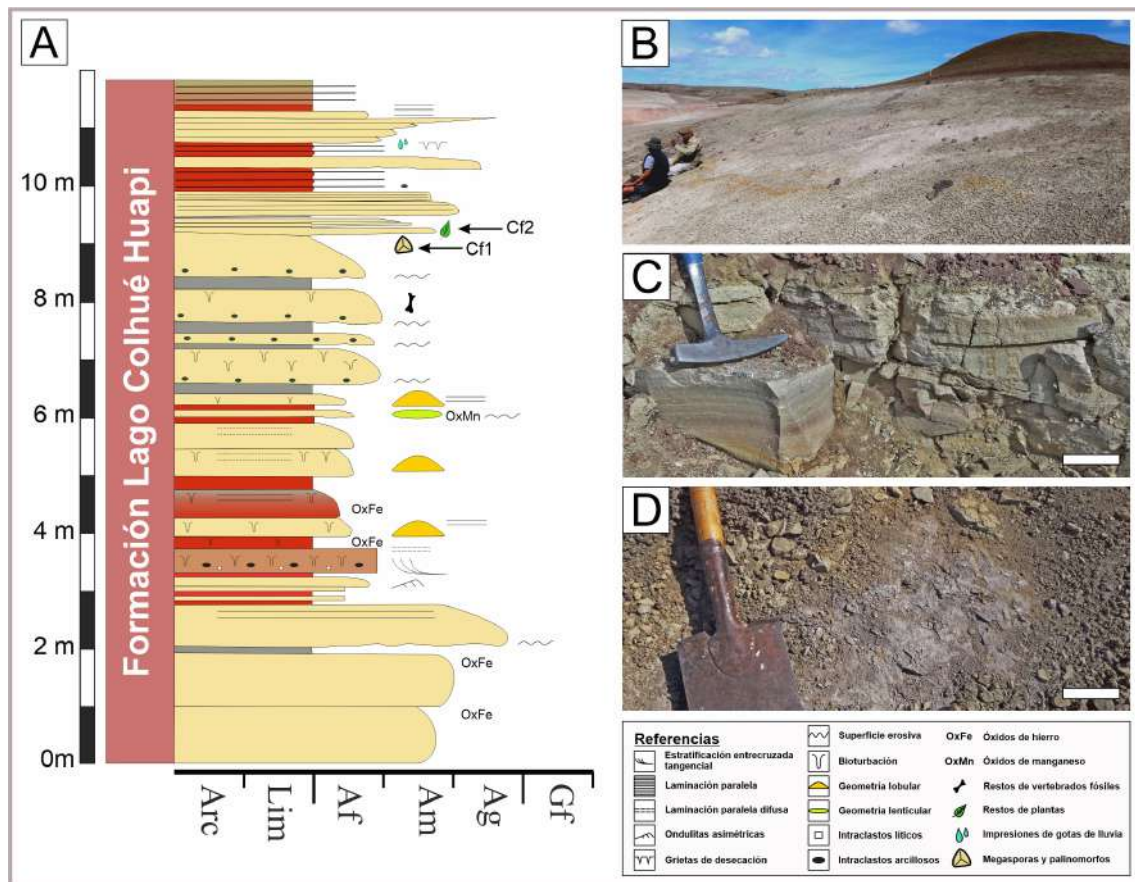 A
B
C
D
Formación Lago Colhué Huapi
10 m
8 m
6 m
4 m
2 m
0m
Cf2
Cf1
OxMn
OxFe
OxFe
OxFe
OxFe
Arc
Lim
Af
Am
Ag
Gf
Referencias
Estratificación entrecruzada
tangencial
Laminación paralela
Laminación paralela difusa
Ondulitas asimétricas
Grietas de desecación
Superficie erosiva
Bioturbación
Geometría lobular
Geometría lenticular
Intraclastos líticos
Intraclastos arcillosos
OxFe Óxidos de hierro
OxMn Óxidos de manganeso
Restos de vertebrados fósiles
Restos de plantas
Impresiones de gotas de lluvia
Megasporas y palinomorfos